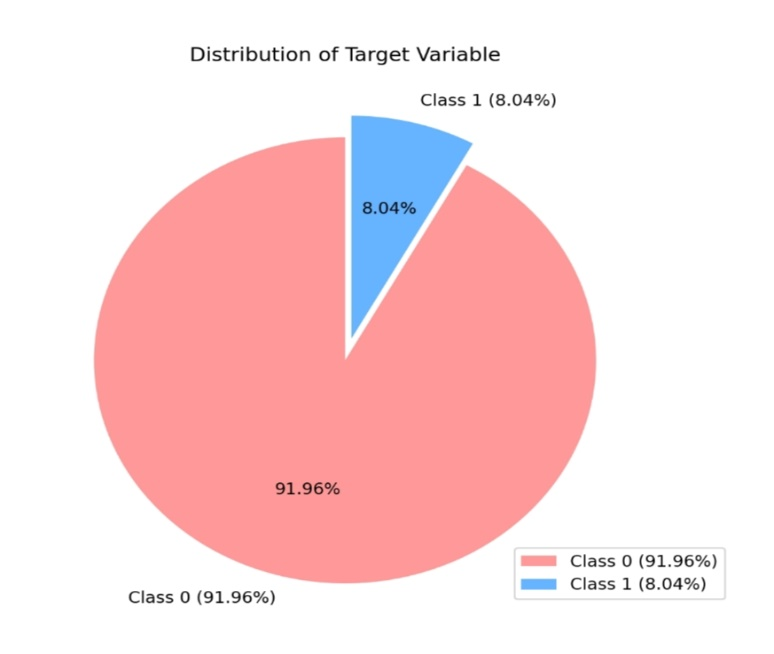 Distribution of Target Variable
Class 1 (8.04%)
8.04%
91.96%
Class 0 (91.96%)
Class 0 (91.96%)
Class 1 (8.04%)